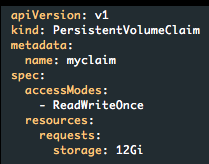 apiVersion: v1
kind: PersistentVolumeClaim
metadata:
  name: myclaim
spec:
  accessModes:
    - ReadWriteOnce
  resources:
    requests:
      storage: 12Gi